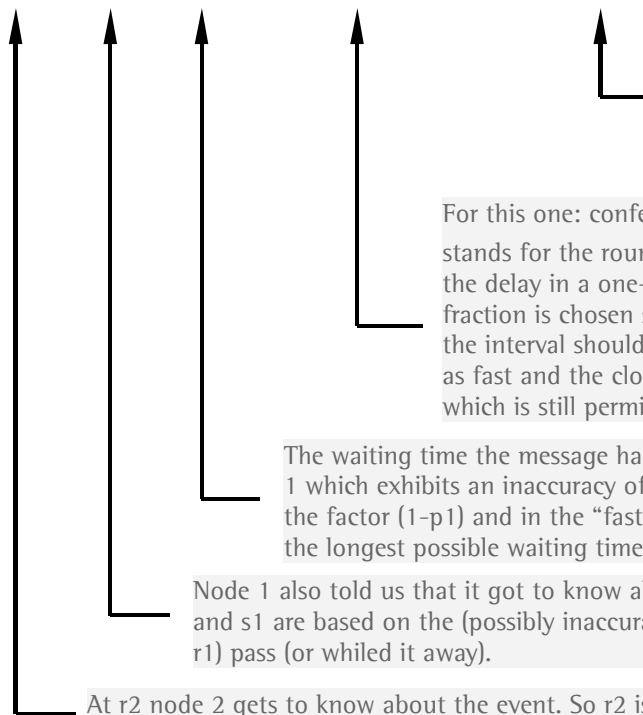 For this one: confe
stands for the rour
the delay in a one-
fraction is chosen s
the interval should
as fast and the clo
which is still permi
The waiting time the message ha
1 which exhibits an inaccuracy of
the factor (1-p1) and in the “fast
the longest possible waiting time
Node 1 also told us that it got to know a
and s1 are based on the (possibly inaccura
r1) pass (or whiled it away).
At r2 node 2 gets to know about the event. So r2 i